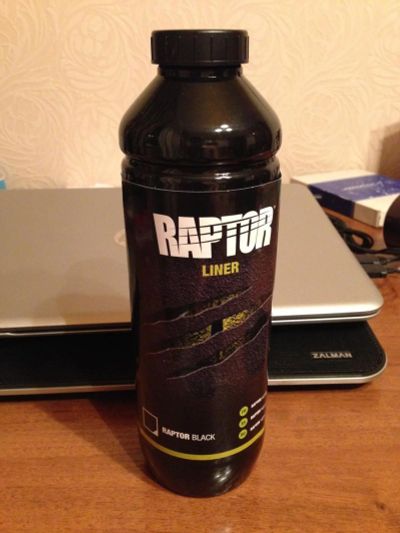 RAPTOR
LINER
ZALMAN
RAPTOR BLACK